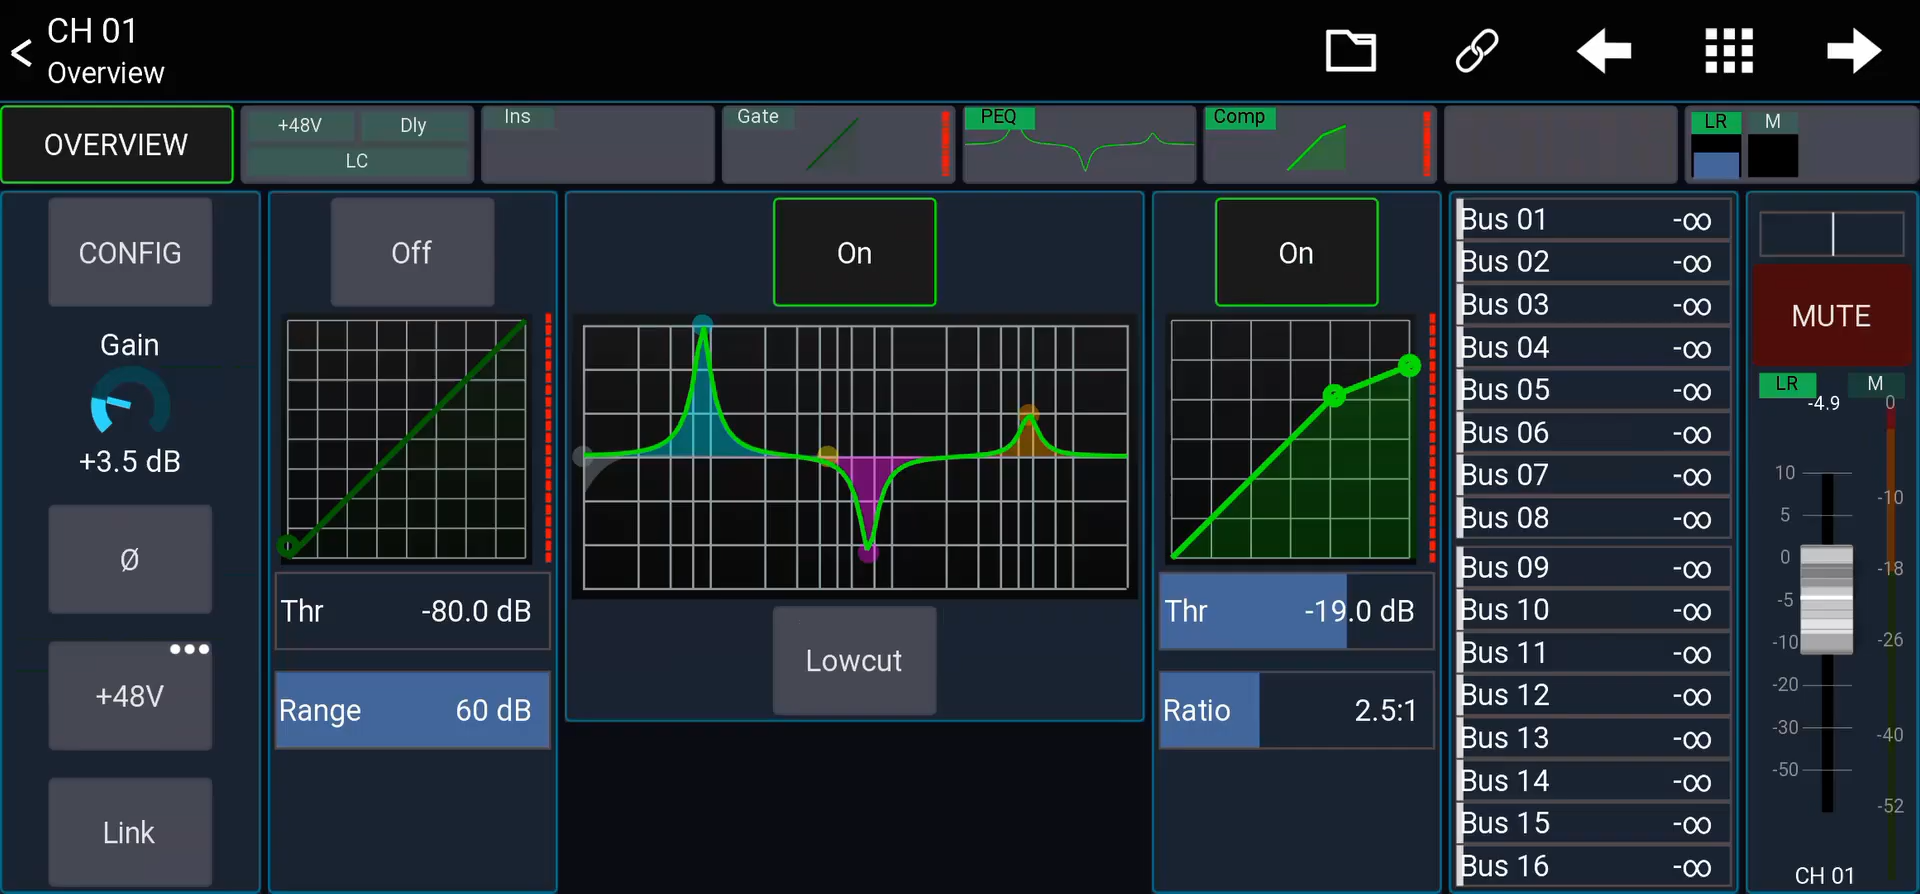 CH 01
Overview
OVERVIEW
+48V Dly
LC
Ins
Gate
PEQ
Comp
LR M
CONFIG
Gain
+3.5 dB
Ø
+48V
Link
Off
Thr -80.0 dB
Range 60 dB
On
Lowcut
On
Thr -19.0 dB
Ratio 2.5:1
Bus 01 -∞
Bus 02 -∞
Bus 03 -∞
Bus 04 -∞
Bus 05 -∞
Bus 06 -∞
Bus 07 -∞
Bus 08 -∞
Bus 09 -∞
Bus 10 -∞
Bus 11 -∞
Bus 12 -∞
Bus 13 -∞
Bus 14 -∞
Bus 15 -∞
Bus 16 -∞
MUTE
LR M
-4.9 0
10
-10
5
0
-18
-5
-10 -26
-20
-30
-40
-50
-52
CH 01